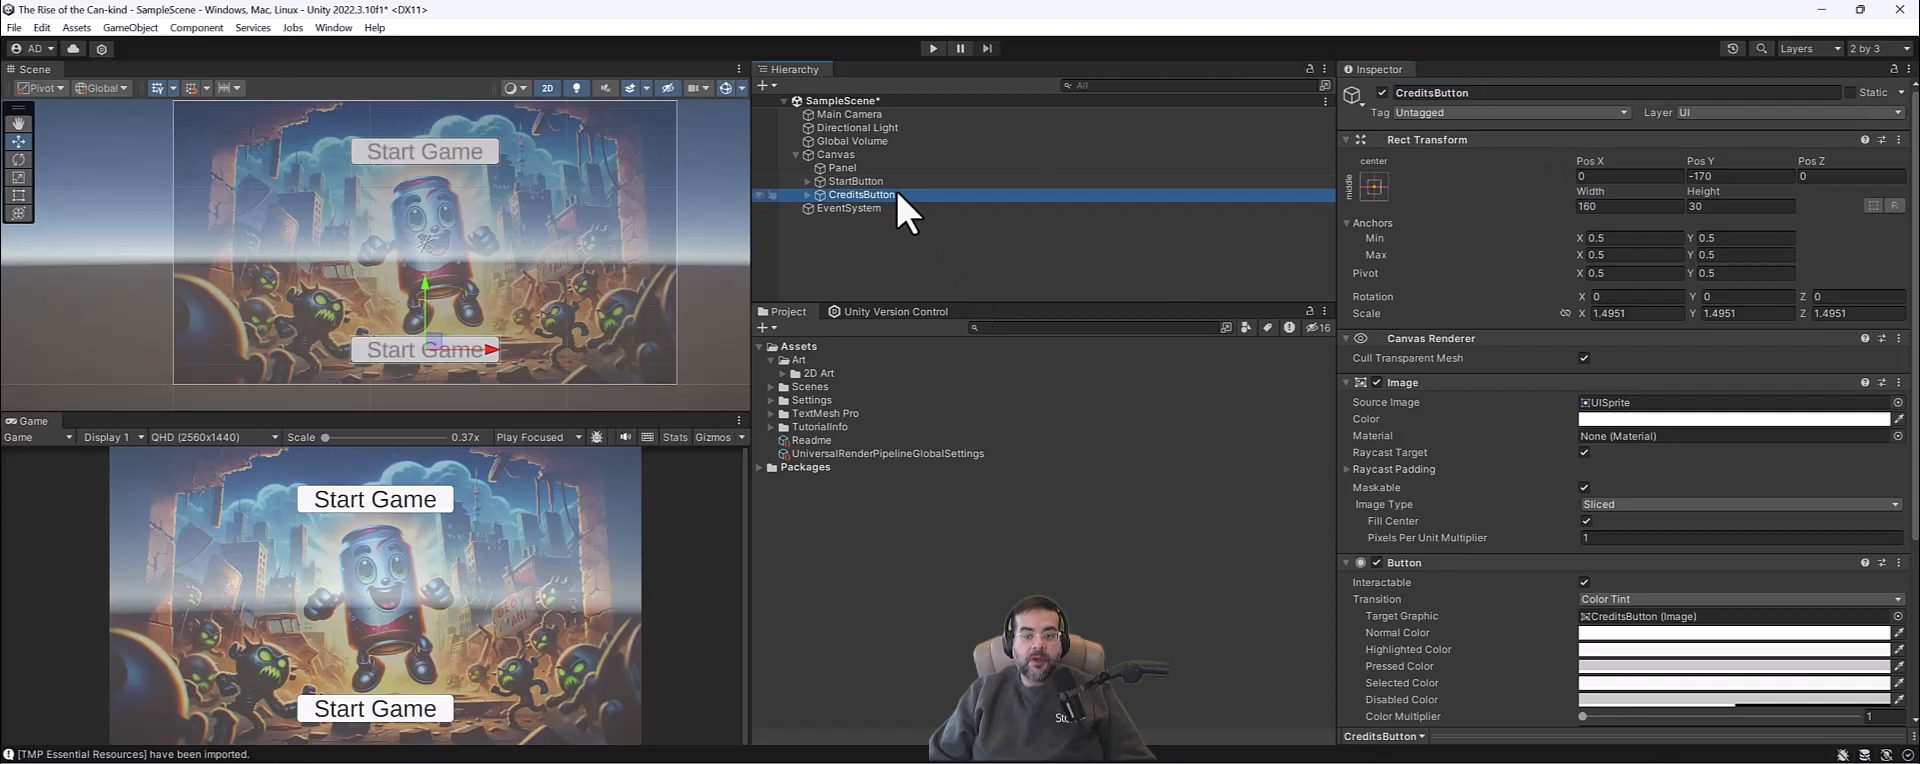 The Rise of the Can-kind - SampleScene - Windows, Mac, Linux - Unity 2022.3.10f1* <DX11>
File Edit Assets GameObject Component Services Jobs Window Help
AD
Layers
2 by 3
Scene
Pivot Global 2D
Start Game
Start Game
Game
Game Display 1 QHD (2560x1440) Scale 0.37x Play Focused Stats Gizmos
Start Game
Start Game
[TMP Essential Resources] have been imported.
Hierarchy
All
SampleScene*
Main Camera
Directional Light
Global Volume
Canvas
Panel
StartButton
CreditsButton
EventSystem
Project Unity Version Control
16
Assets
Art
2D Art
Scenes
Settings
TextMesh Pro
TutorialInfo
Readme
UniversalRenderPipelineGlobalSettings
Packages
Inspector
CreditsButton Static
Tag Untagged Layer UI
Rect Transform
center Pos X Pos Y Pos Z
middle 0 -170 0
Width Height
160 30 R
Anchors
Min X 0.5 Y 0.5
Max X 0.5 Y 0.5
Pivot X 0.5 Y 0.5
Rotation X 0 Y 0 Z 0
Scale X 1.4951 Y 1.4951 Z 1.4951
Canvas Renderer
Cull Transparent Mesh
Image
Source Image UISprite
Color
Material None (Material)
Raycast Target
Raycast Padding
Maskable
Image Type Sliced
Fill Center
Pixels Per Unit Multiplier 1
Button
Interactable
Transition Color Tint
Target Graphic CreditsButton (Image)
Normal Color
Highlighted Color
Pressed Color
Selected Color
Disabled Color
Color Multiplier 1
CreditsButton